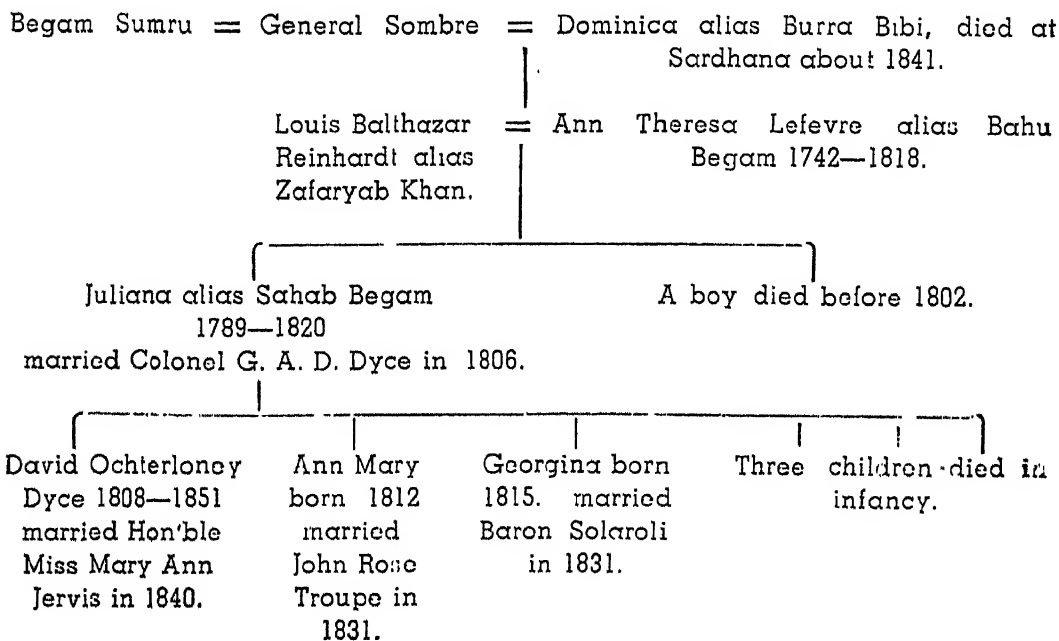 Begam Sumru = General Sombre = Dominica alias Burra Bibi, died at
Sardhana about 1841.
Louis Balthazar = Ann Theresa Lefevre alias Bahu
Reinhardt alias Begam 1742—1818.
Zafaryab Khan.
Juliana alias Sahab Begam
1789—1820
married Colonel G. A. D. Dyce in 1806.
A boy died before 1802.
David Ochterloney
Dyce 1808—1851
married Hon'ble
Miss Mary Ann
Jervis in 1840.
Ann Mary
born 1812
married
John Rose
Troupe in
1831.
Georgina born
1815. married
Baron Solaroli
in 1831.
Three children died in
infancy.